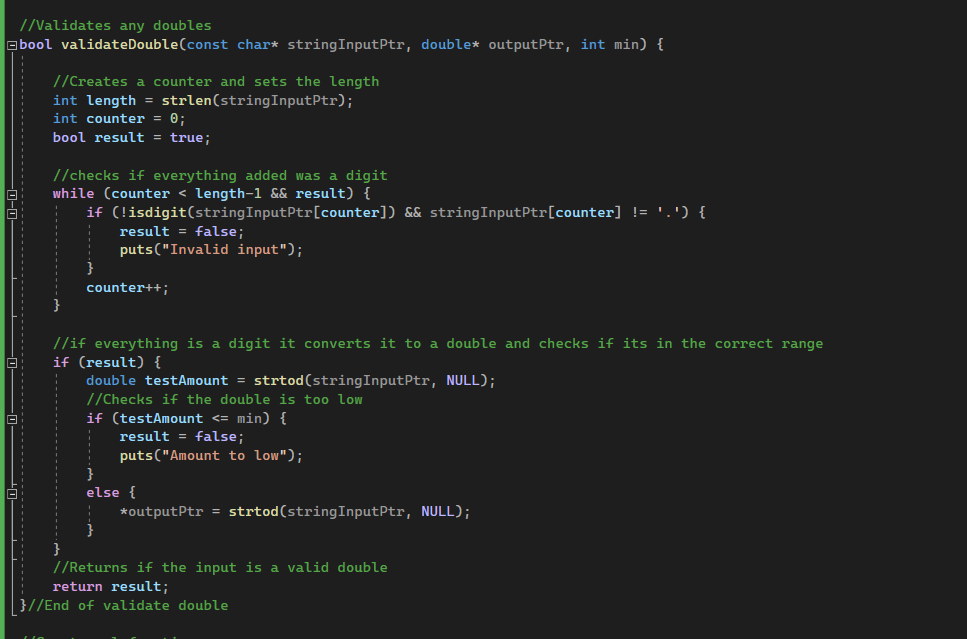 //Validates any doubles
bool validateDouble(const char* stringInputPtr, double* outputPtr, int min) {
//Creates a counter and sets the length
int length = strlen(stringInputPtr);
int counter = 0;
bool result = true;
//checks if everything added was a digit
while (counter < length-1 && result) {
if (!isdigit(stringInputPtr[counter]) && stringInputPtr[counter] != '.') {
result = false;
puts("Invalid input");
}
counter++;
}
//if everything is a digit it converts it to a double and checks if its in the correct range
if (result) {
double testAmount = strtod(stringInputPtr, NULL);
//Checks if the double is too low
if (testAmount <= min) {
result = false;
puts("Amount to low");
}
else {
*outputPtr = strtod(stringInputPtr, NULL);
}
}
//Returns if the input is a valid double
return result;
}//End of validate double